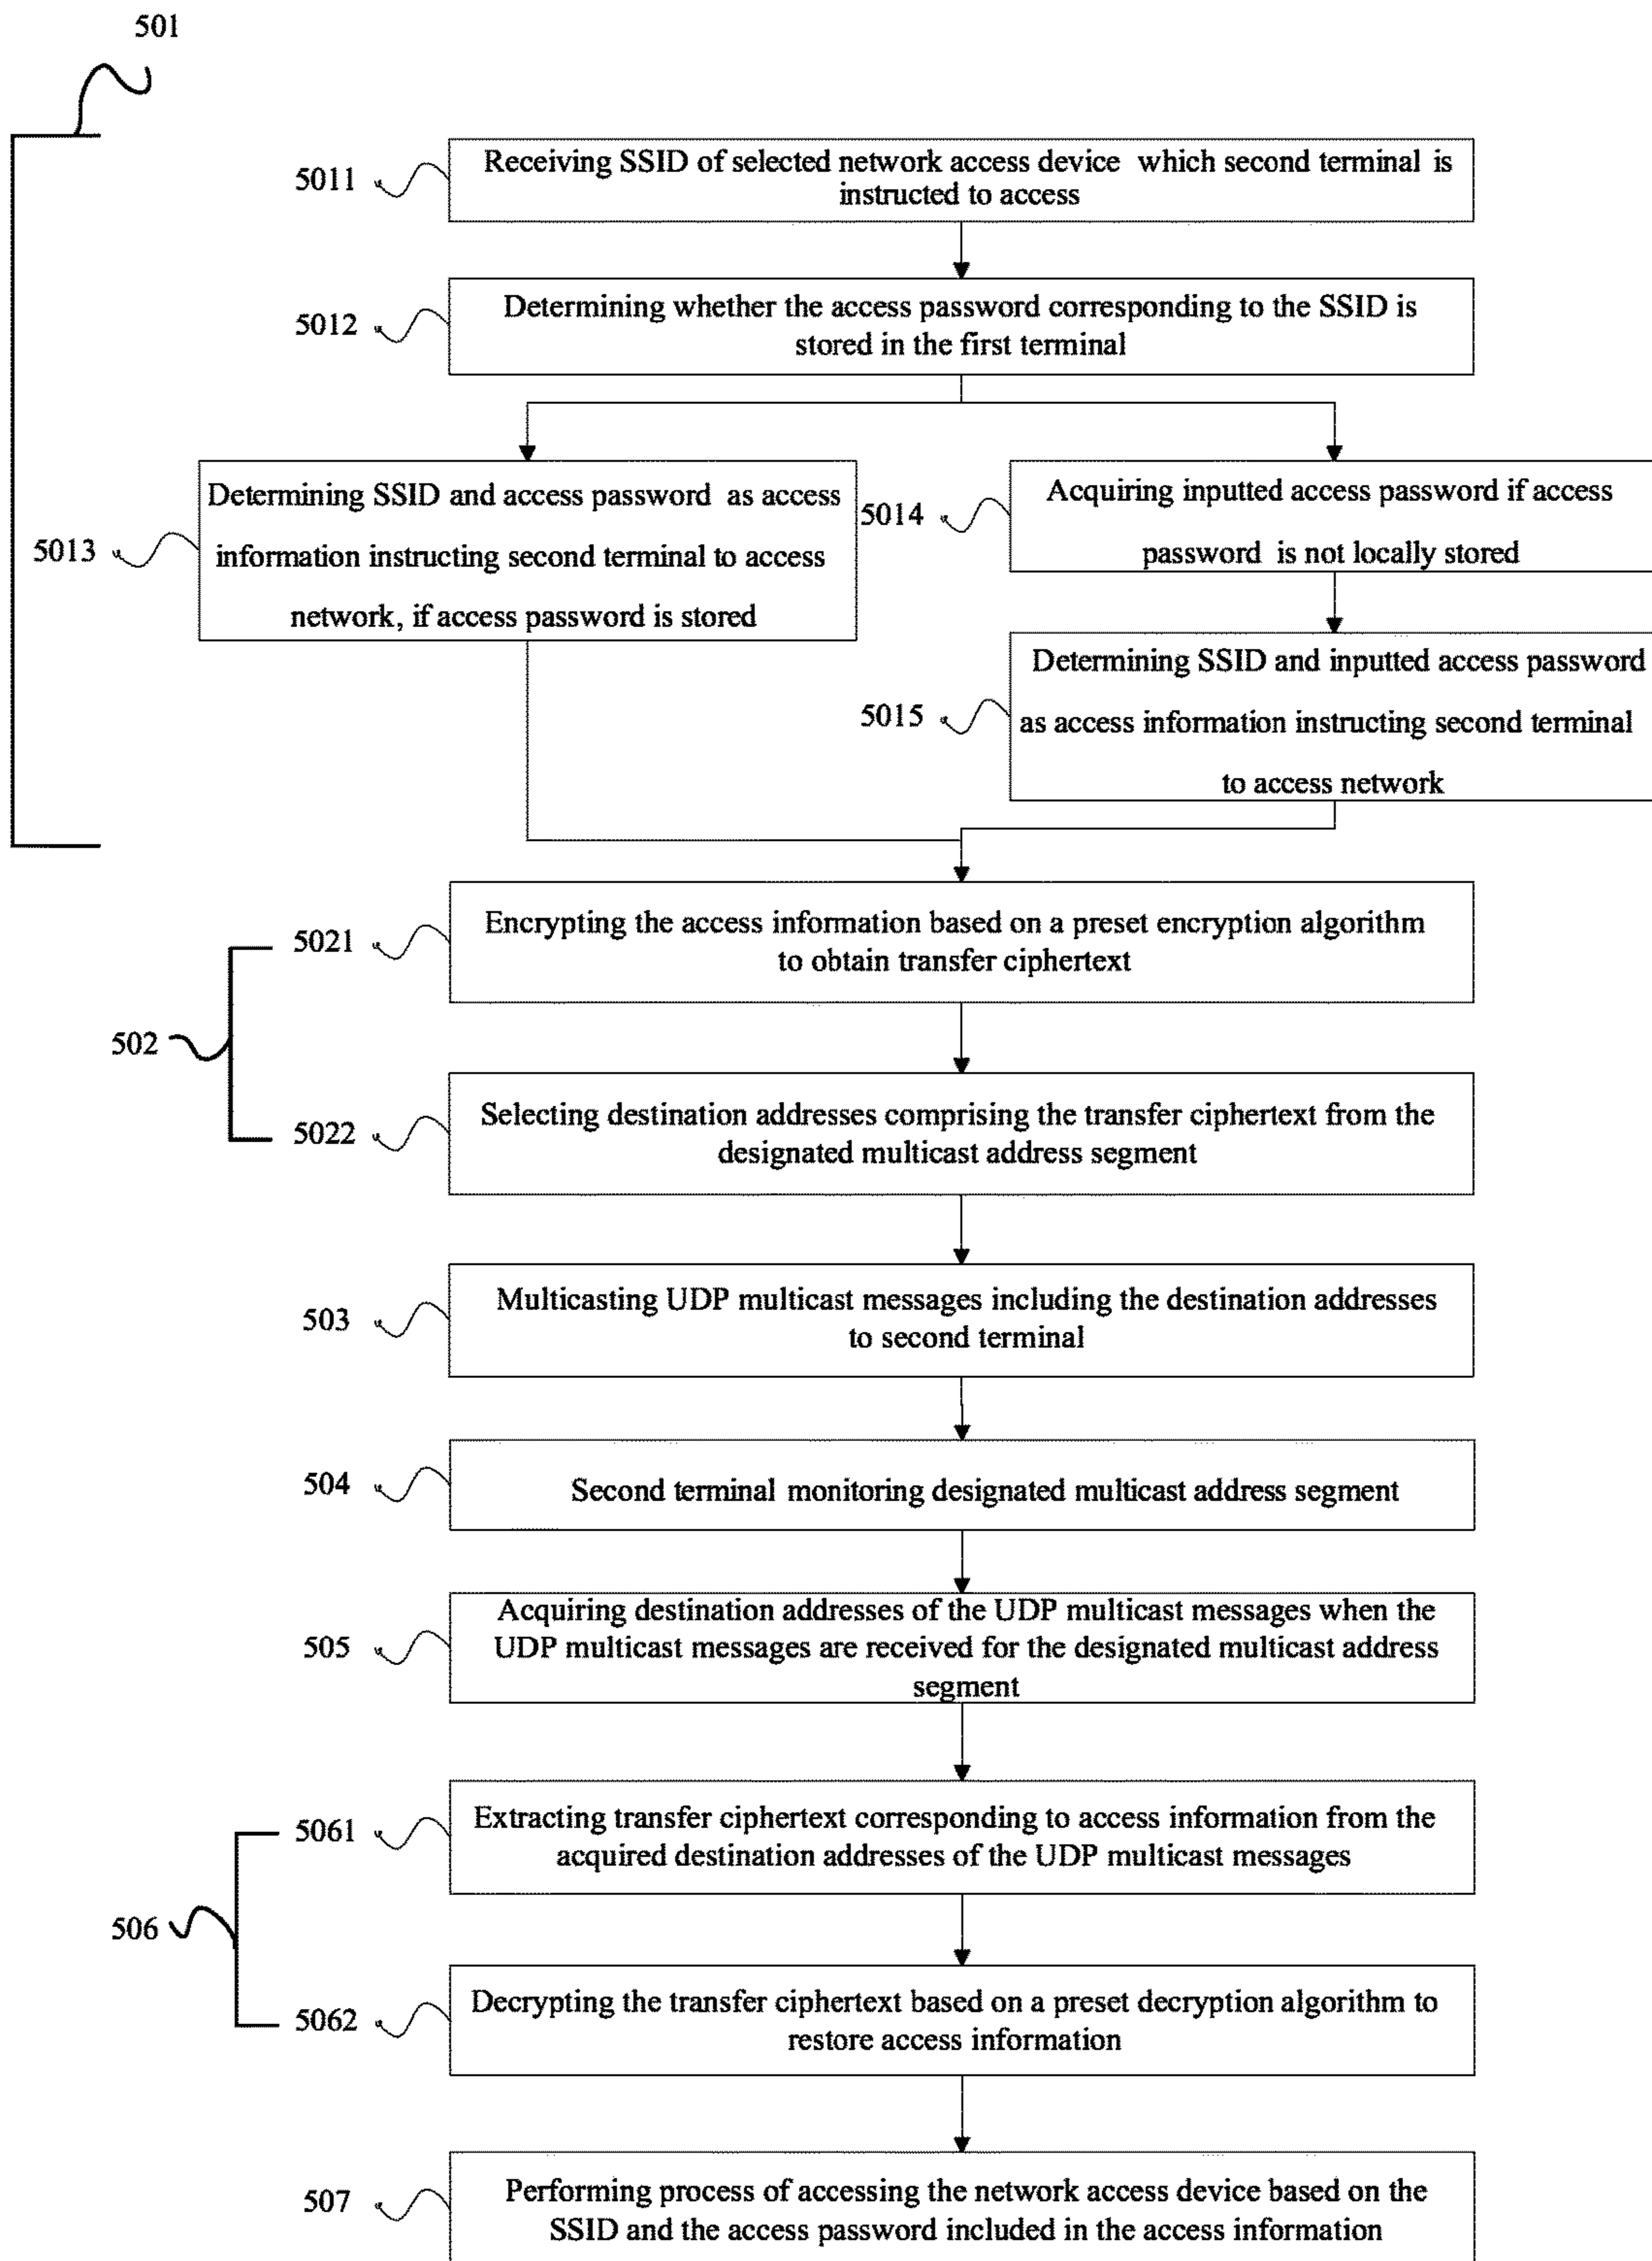 501
5011
Receiving SSID of selected network access device which second terminal is
instructed to access
5012
Determining whether the access password corresponding to the SSID is
stored in the first terminal
5013
Determining SSID and access password as access
information instructing second terminal to access
network, if access password is stored
5014
Acquiring inputted access password if access
password is not locally stored
5015
Determining SSID and inputted access password
as access information instructing second terminal
to access network
502
5021
Encrypting the access information based on a preset encryption algorithm
to obtain transfer ciphertext
5022
Selecting destination addresses comprising the transfer ciphertext from the
designated multicast address segment
503
Multicasting UDP multicast messages including the destination addresses
to second terminal
504
Second terminal monitoring designated multicast address segment
505
Acquiring destination addresses of the UDP multicast messages when the
UDP multicast messages are received for the designated multicast address
segment
506
5061
Extracting transfer ciphertext corresponding to access information from the
acquired destination addresses of the UDP multicast messages
5062
Decrypting the transfer ciphertext based on a preset decryption algorithm to
restore access information
507
Performing process of accessing the network access device based on the
SSID and the access password included in the access information